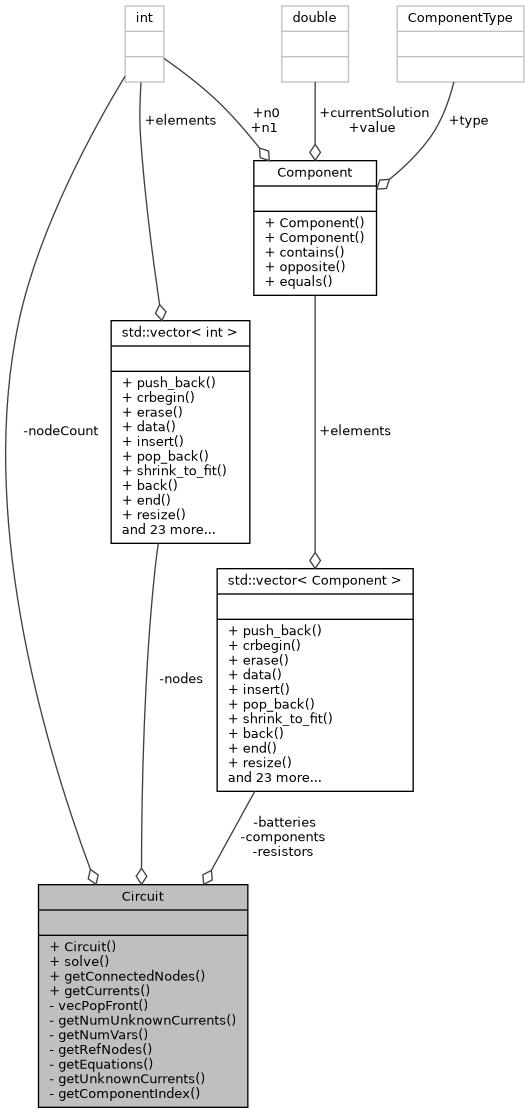 int
double
ComponentType
+elements
+n0
+n1
+currentSolution
+value
+type
Component
+ Component()
+ Component()
+ contains()
+ opposite()
+ equals()
std::vector< int >
+ push_back()
+ crbegin()
+ erase()
+ data()
+ insert()
+ pop_back()
+ shrink_to_fit()
+ back()
+ end()
+ resize()
and 23 more...
-nodeCount
+elements
std::vector< Component >
+ push_back()
+ crbegin()
+ erase()
+ data()
+ insert()
+ pop_back()
+ shrink_to_fit()
+ back()
+ end()
+ resize()
and 23 more...
-nodes
-batteries
-components
-resistors
Circuit
+ Circuit()
+ solve()
+ getConnectedNodes()
+ getCurrents()
- vecPopFront()
- getNumUnknownCurrents()
- getNumVars()
- getRefNodes()
- getEquations()
- getUnknownCurrents()
- getComponentIndex()